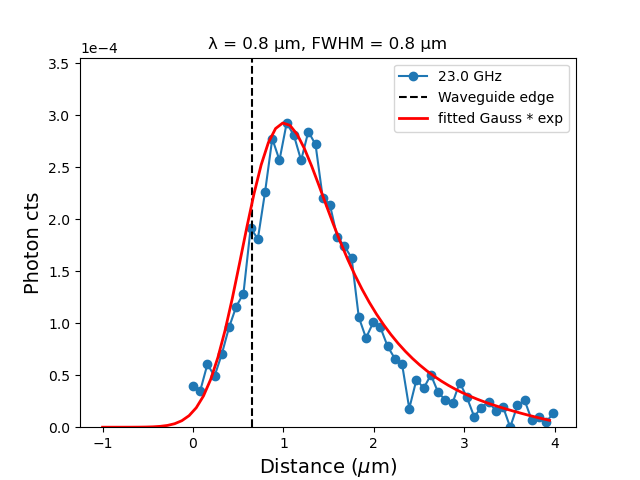 λ = 0.8 μm, FWHM = 0.8 μm
1e−4
3.5
3.0
2.5
2.0
1.5
1.0
0.5
0.0
Photon cts
23.0 GHz
Waveguide edge
fitted Gauss * exp
−1 0 1 2 3 4
Distance (μm)